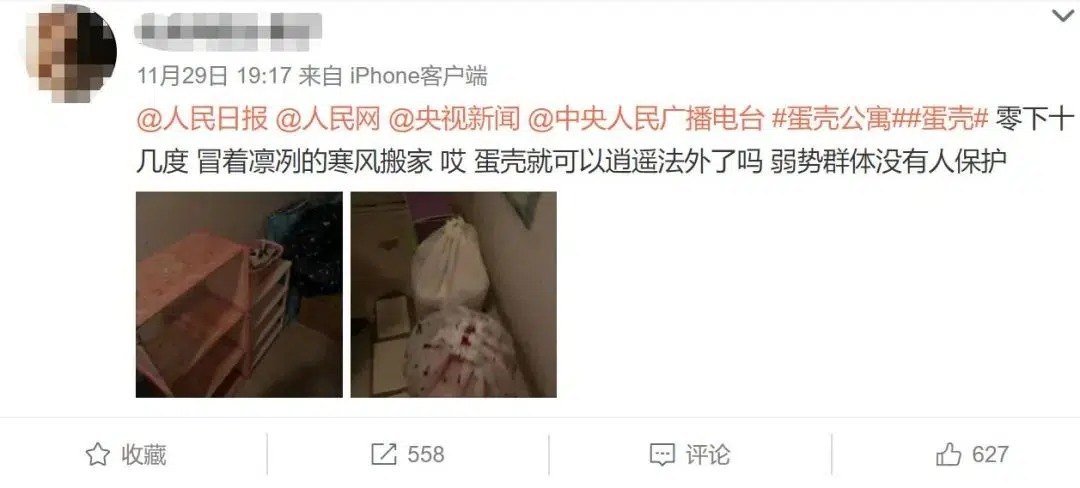 11月29日 19:17 来自 iPhone客户端
@人民日报 @人民网 @央视新闻 @中央人民广播电台 #蛋壳公寓##蛋壳# 零下十
几度 冒着凛冽的寒风搬家 哎 蛋壳就可以逍遥法外了吗 弱势群体没有人保护
收藏 558 评论 627